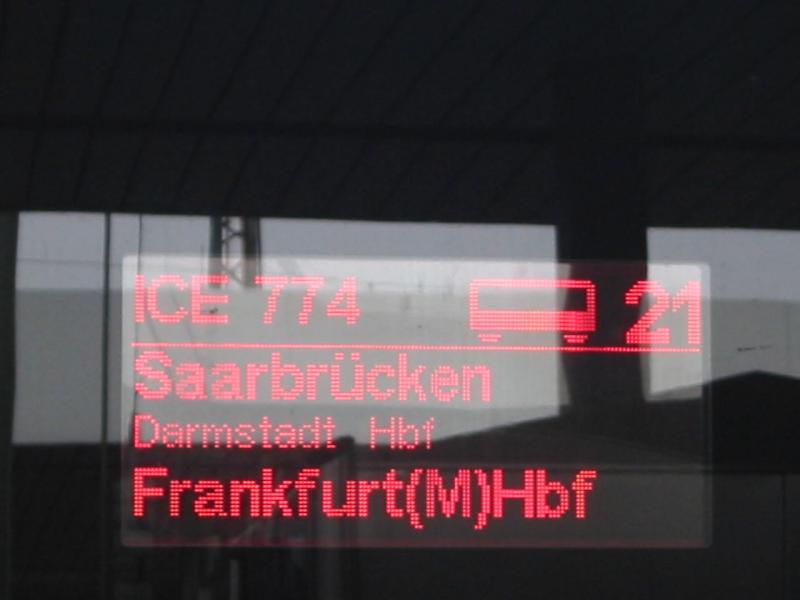 ICE 774 21
Saarbrücken
Darmstadt Hbf
Frankfurt(M)Hbf